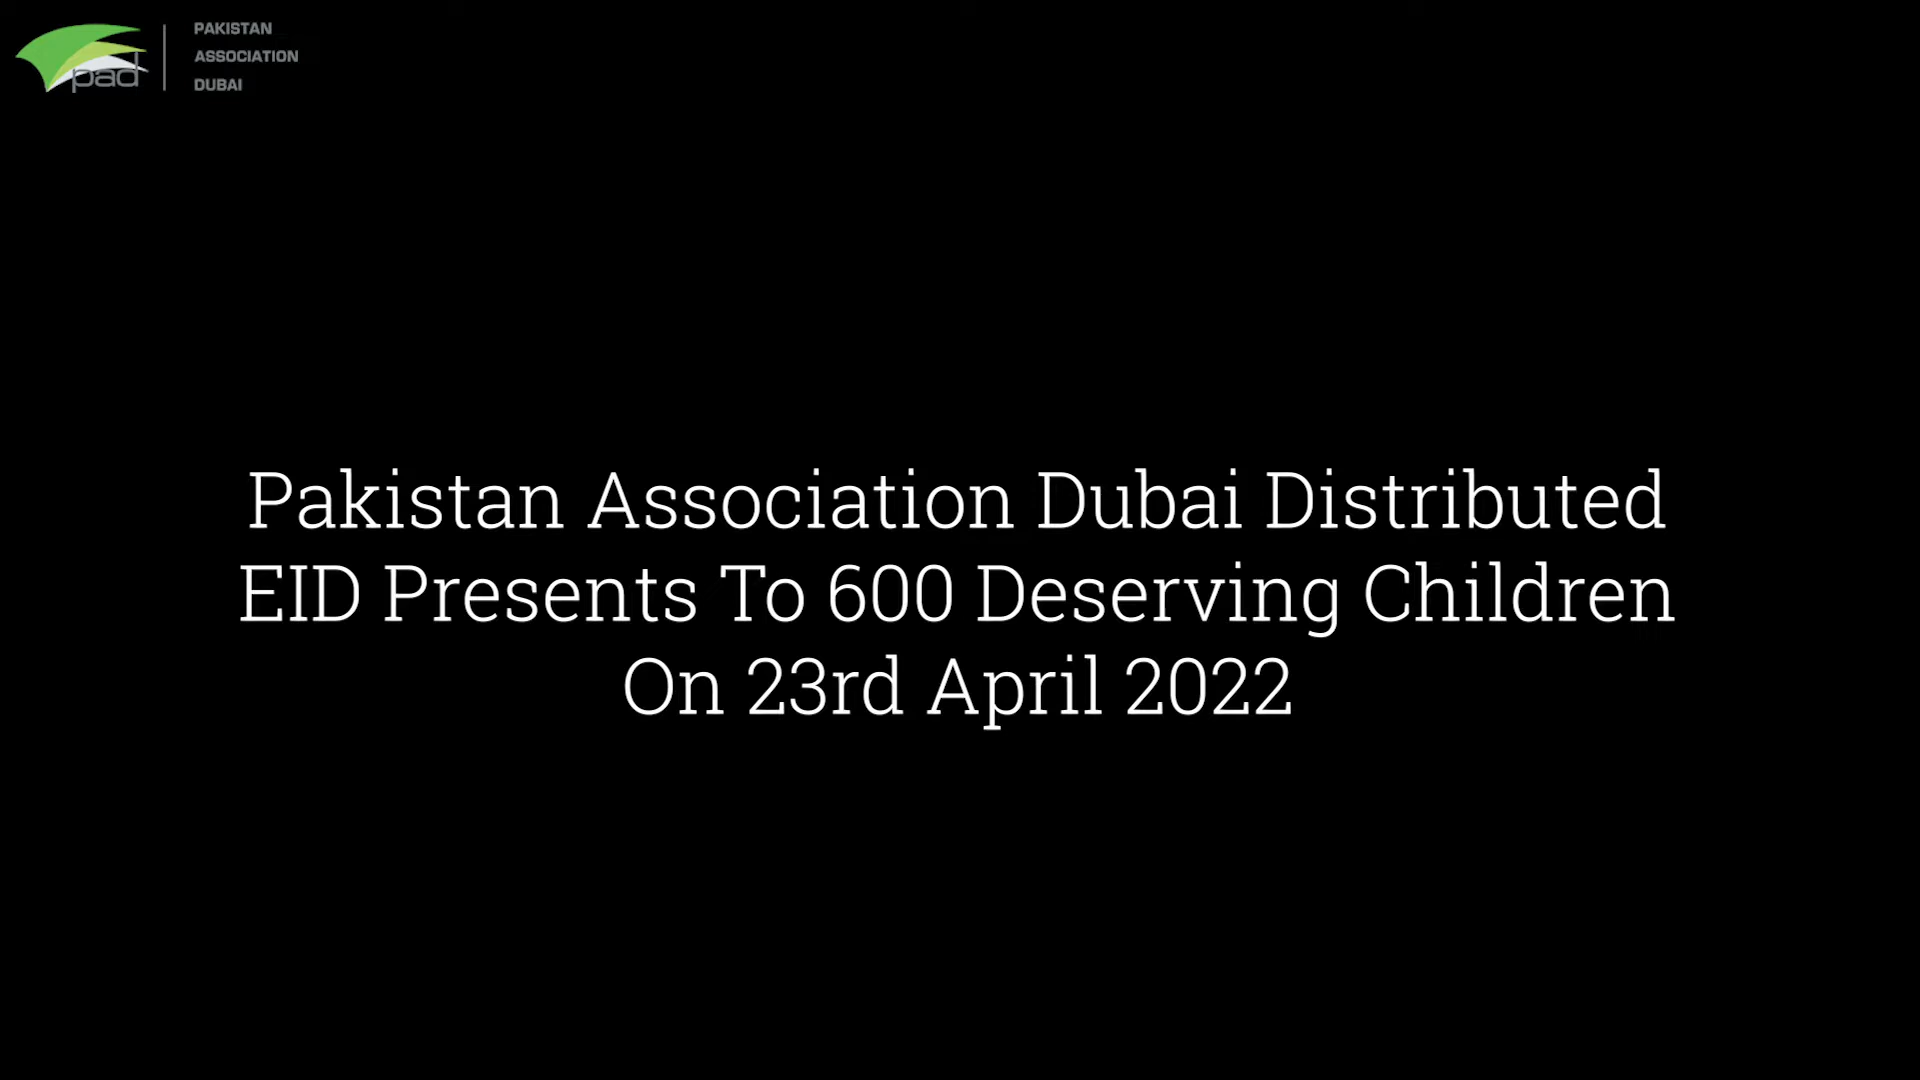 pad
PAKISTAN
ASSOCIATION
DUBAI
Pakistan Association Dubai Distributed
EID Presents To 600 Deserving Children
On 23rd April 2022